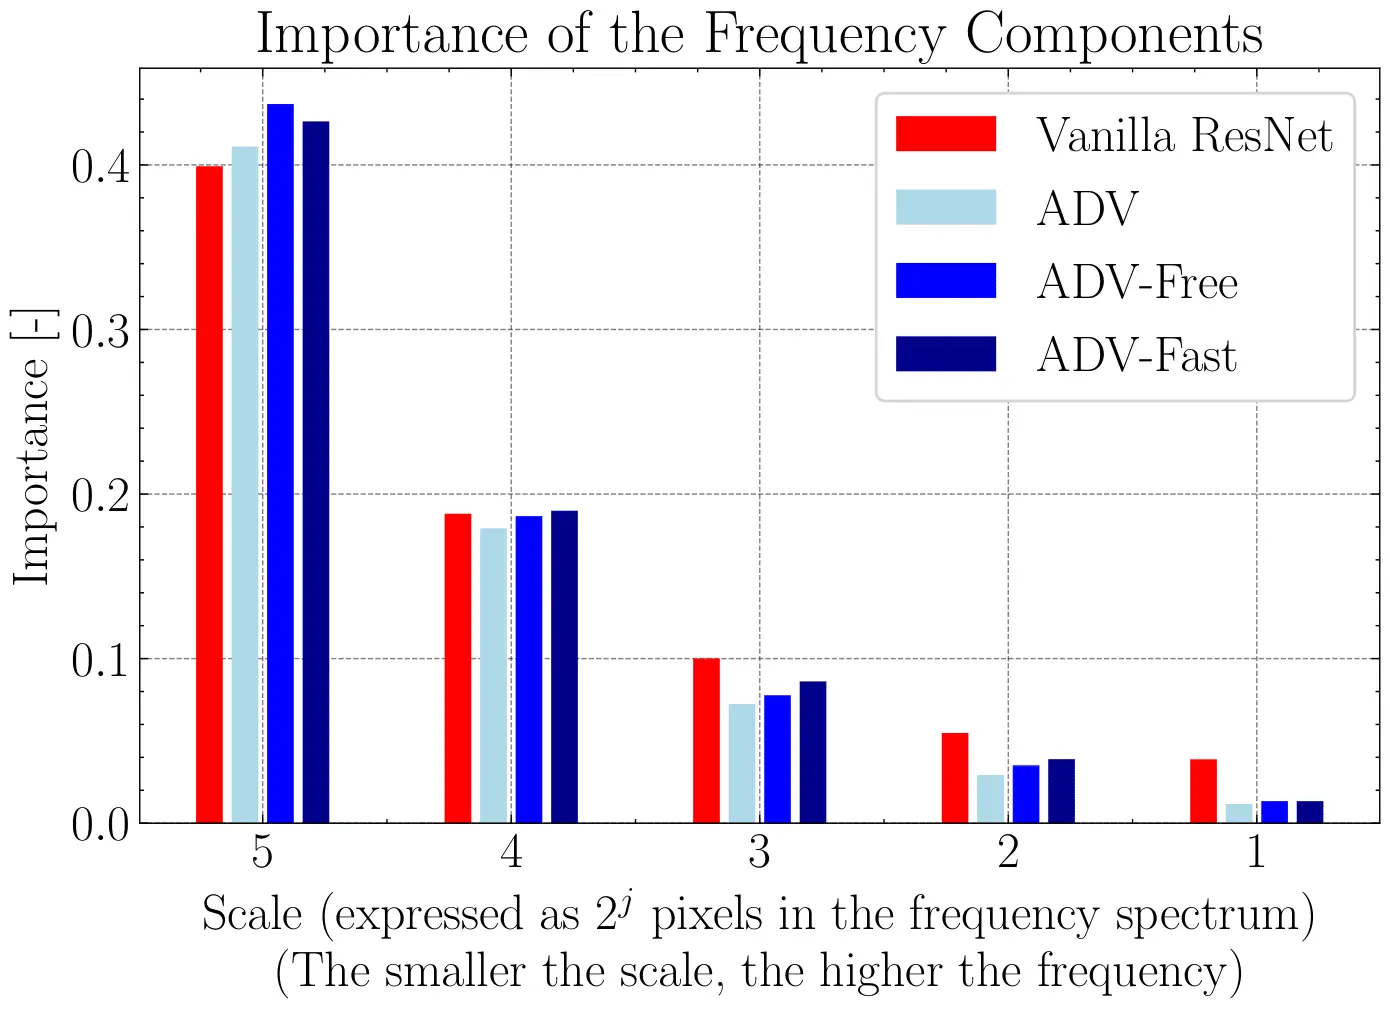 Importance of the Frequency Components
Vanilla ResNet
ADV
ADV-Free
ADV-Fast
Importance [-]
0.4
0.3
0.2
0.1
0.0
5 4 3 2 1
Scale (expressed as 2^j pixels in the frequency spectrum)
(The smaller the scale, the higher the frequency)